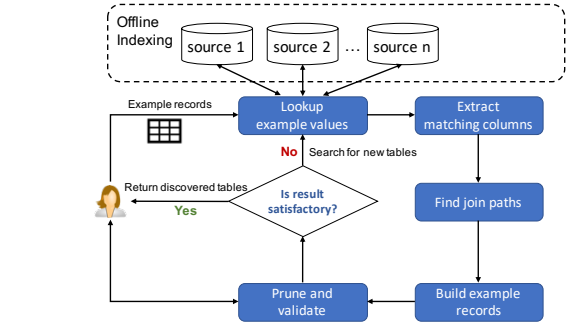 Offline
Indexing
source 1
source 2
...
source n
Example records
Lookup
example values
Extract
matching columns
No
Search for new tables
Return discovered tables
Yes
Is result
satisfactory?
Find join paths
Prune and
validate
Build example
records